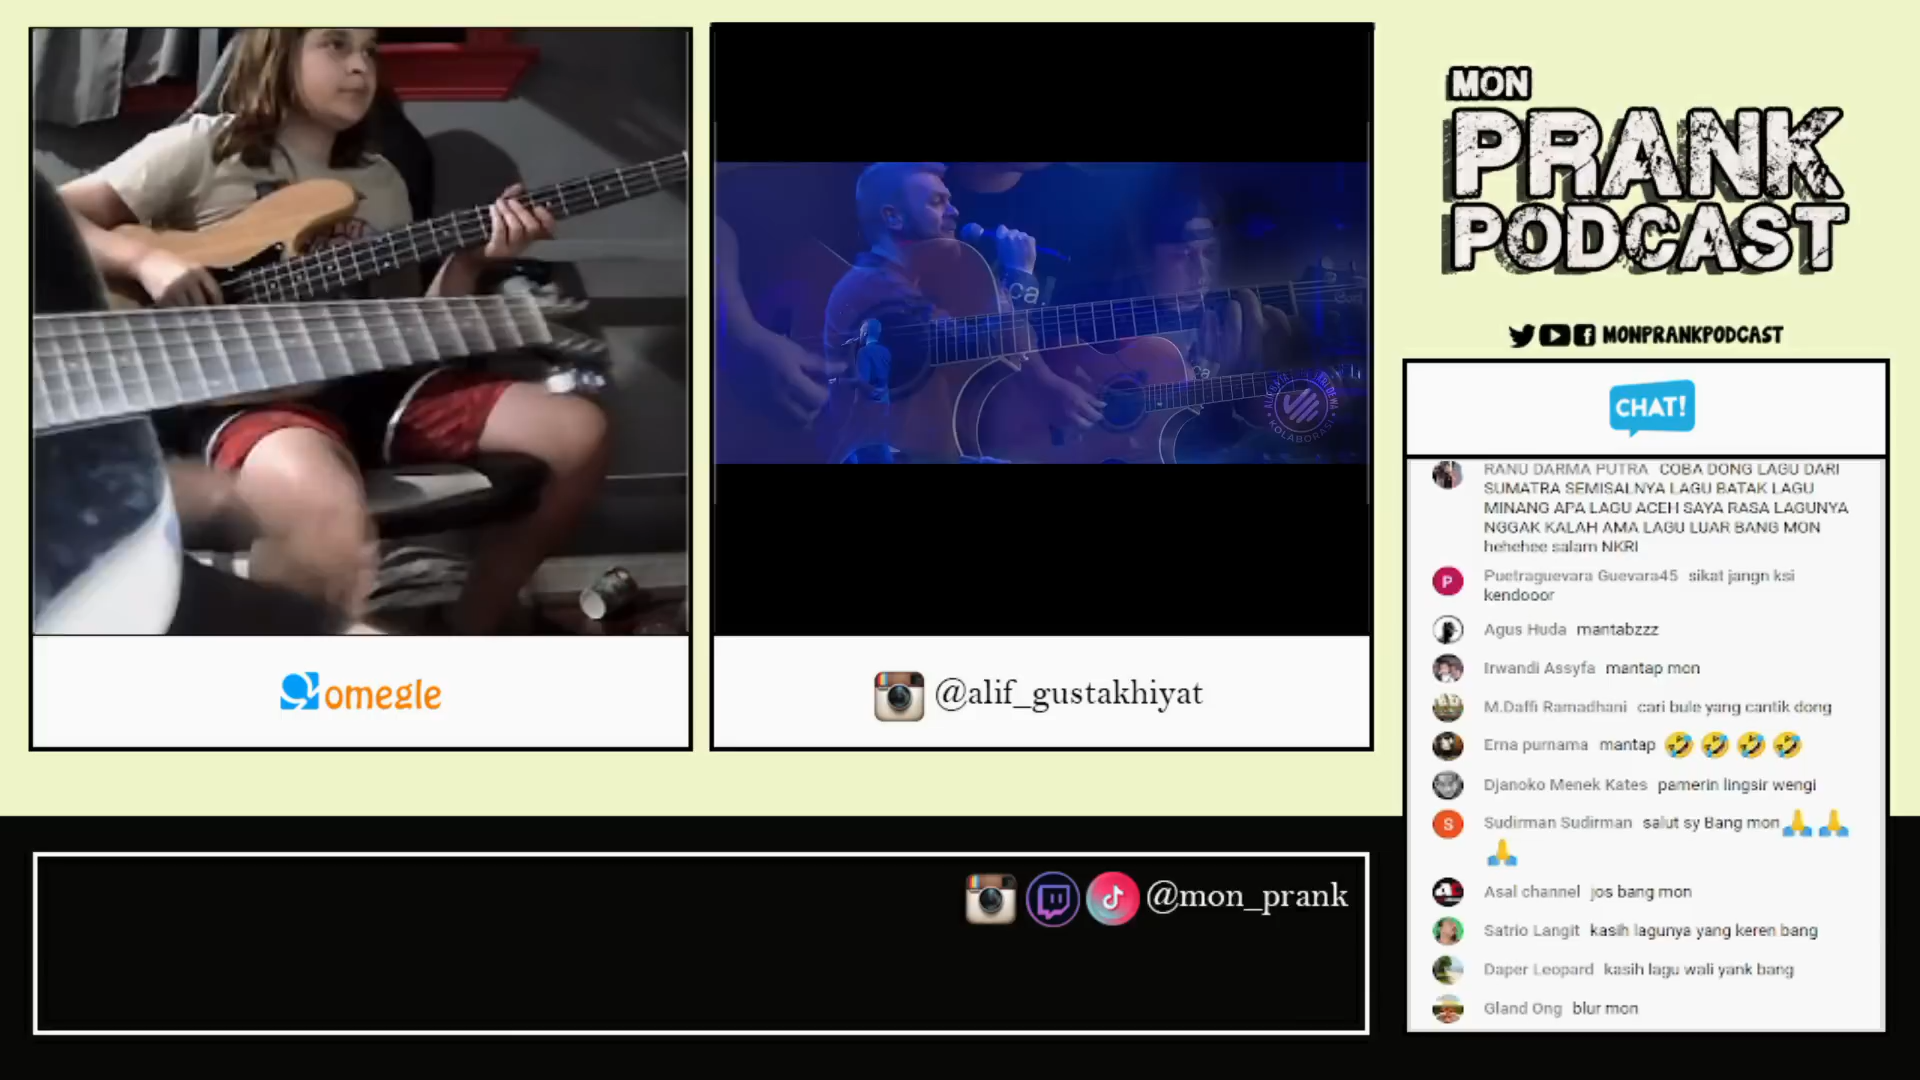 omegle
@alif_gustakhiyat
@mon_prank
MON
PRANK
PODCAST
MONPRANKPODCAST
CHAT!
RANU DARMA PUTRA COBA DONG LAGU DARI
SUMATRA SEMISALNYA LAGU BATAK LAGU
MINANG APA LAGU ACEH SAYA RASA LAGUNYA
NGGAK KALAH AMA LAGU LUAR BANG MON
hehehee salam NKRI
P
Puetraguevara Guevara45 sikat jangn ksi
kendooor
Agus Huda mantabzzz
Irwandi Assyfa mantap mon
M.Daffi Ramadhani cari bule yang cantik dong
Erna purnama mantap 🤣🤣🤣🤣
Djanoko Menek Kates pamerin lingsir wengi
S
Sudirman Sudirman salut sy Bang mon🙏🙏
🙏
Asal channel jos bang mon
Satrio Langit kasih lagunya yang keren bang
Daper Leopard kasih lagu wali yank bang
Gland Ong blur mon
KOLABORASI